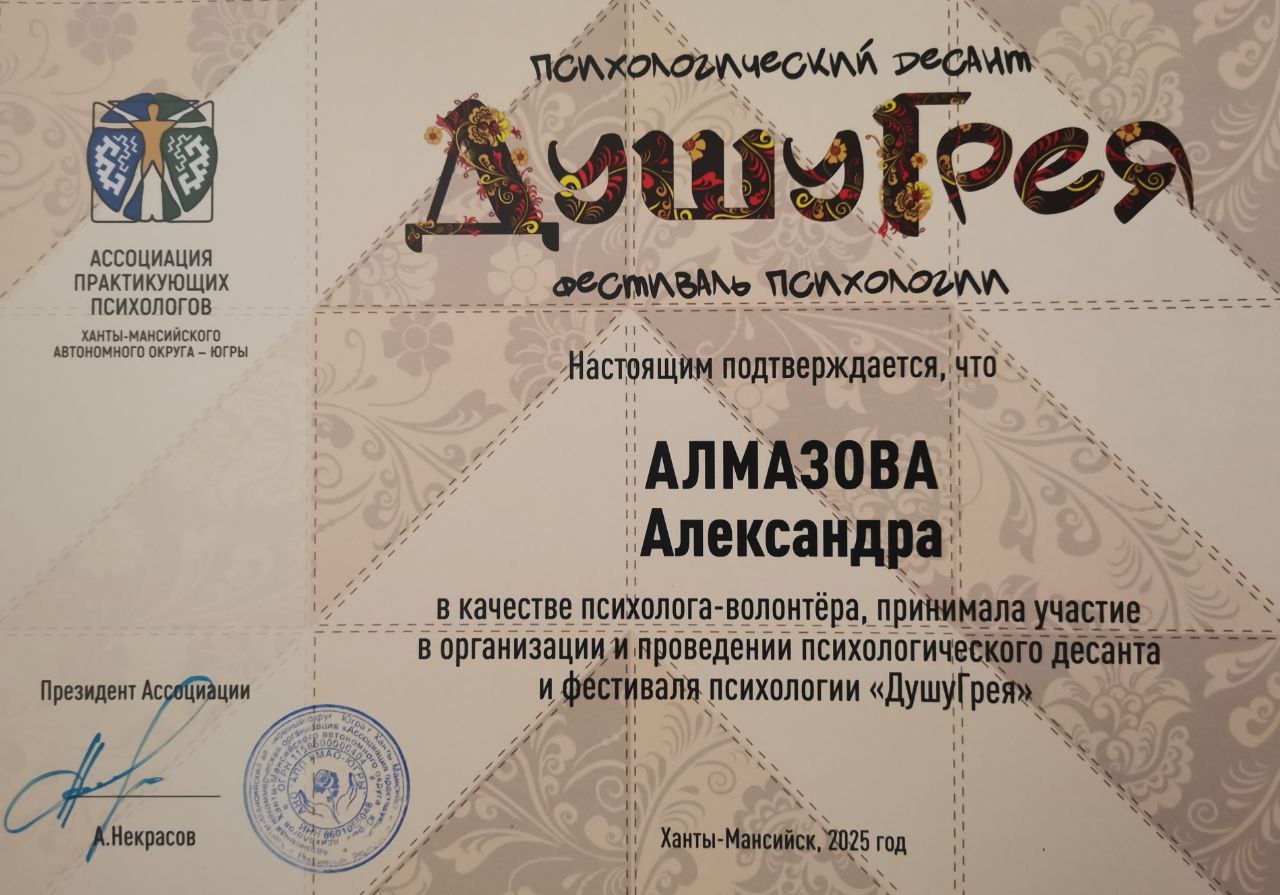 ПСИХОЛОГИЧЕСКИЙ ДЕСАНТ
ДушуГрея
ФЕСТИВАЛЬ ПСИХОЛОГИИ
АССОЦИАЦИЯ
ПРАКТИКУЮЩИХ
ПСИХОЛОГОВ
ХАНТЫ-МАНСИЙСКОГО
АВТОНОМНОГО ОКРУГА – ЮГРЫ
Настоящим подтверждается, что
АЛМАЗОВА
Александра
в качестве психолога-волонтёра, принимала участие
в организации и проведении психологического десанта
и фестиваля психологии «ДушуГрея»
Президент Ассоциации
А.Некрасов
Ханты-Мансийск, 2025 год